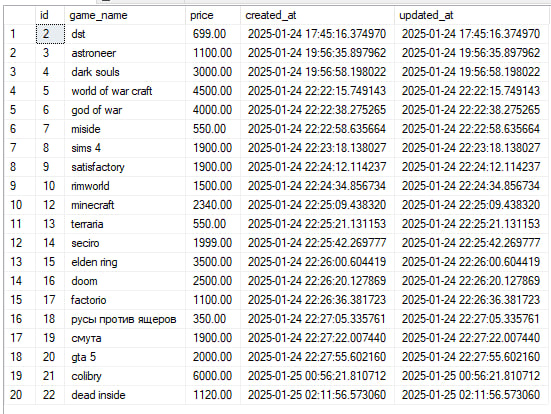 id game_name price created_at updated_at
1 2 dst 699.00 2025-01-24 17:45:16.374970 2025-01-24 17:45:16.374970
2 3 astroneer 1100.00 2025-01-24 19:56:35.897962 2025-01-24 19:56:35.897962
3 4 dark souls 3000.00 2025-01-24 19:56:58.198022 2025-01-24 19:56:58.198022
4 5 world of war craft 4500.00 2025-01-24 22:22:15.749143 2025-01-24 22:22:15.749143
5 6 god of war 4000.00 2025-01-24 22:22:38.275265 2025-01-24 22:22:38.275265
6 7 miside 550.00 2025-01-24 22:22:58.635664 2025-01-24 22:22:58.635664
7 8 sims 4 1900.00 2025-01-24 22:23:18.138027 2025-01-24 22:23:18.138027
8 9 satisfactory 1900.00 2025-01-24 22:24:12.114237 2025-01-24 22:24:12.114237
9 10 rimworld 1500.00 2025-01-24 22:24:34.856734 2025-01-24 22:24:34.856734
10 12 minecraft 2340.00 2025-01-24 22:25:09.438320 2025-01-24 22:25:09.438320
11 13 terraria 550.00 2025-01-24 22:25:21.131153 2025-01-24 22:25:21.131153
12 14 seciro 1999.00 2025-01-24 22:25:42.269777 2025-01-24 22:25:42.269777
13 15 elden ring 3500.00 2025-01-24 22:26:00.604419 2025-01-24 22:26:00.604419
14 16 doom 2500.00 2025-01-24 22:26:20.127869 2025-01-24 22:26:20.127869
15 17 factorio 1100.00 2025-01-24 22:26:36.381723 2025-01-24 22:26:36.381723
16 18 русы против ящеров 350.00 2025-01-24 22:27:05.335761 2025-01-24 22:27:05.335761
17 19 смута 1900.00 2025-01-24 22:27:22.007440 2025-01-24 22:27:22.007440
18 20 gta 5 2000.00 2025-01-24 22:27:55.602160 2025-01-24 22:27:55.602160
19 21 colibry 6000.00 2025-01-25 00:56:21.810712 2025-01-25 00:56:21.810712
20 22 dead inside 1120.00 2025-01-25 02:11:56.573060 2025-01-25 02:11:56.573060